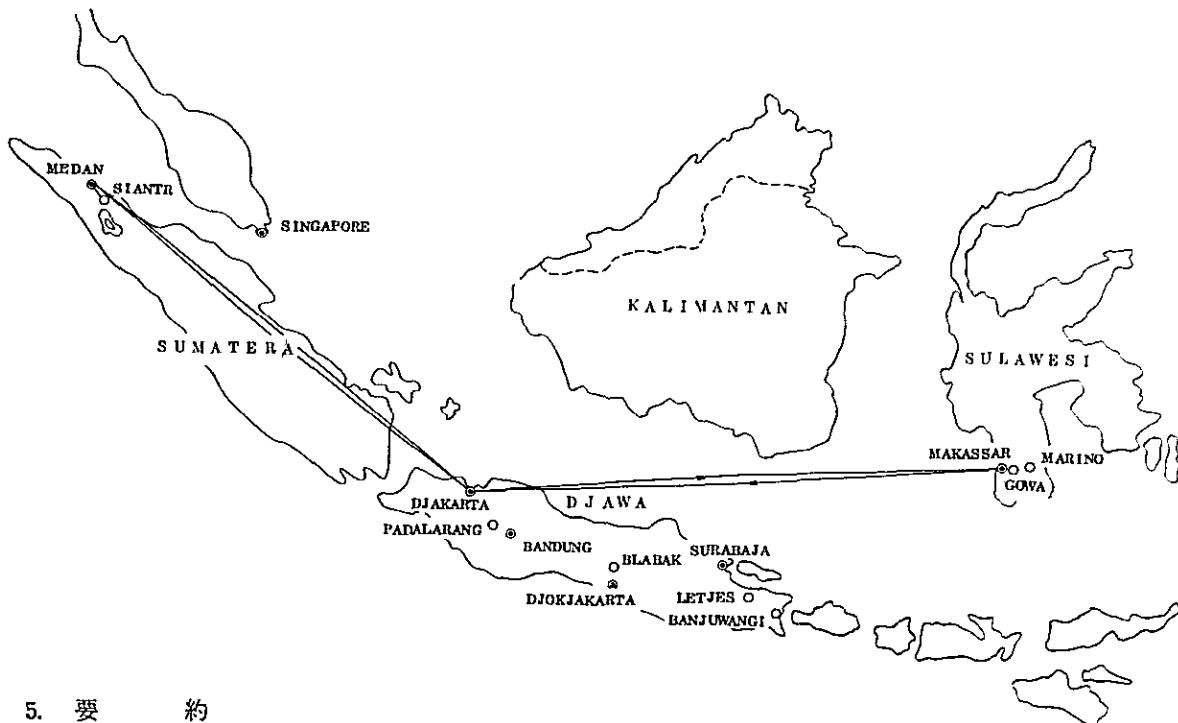 MEDAN
SIANTR
SINGAPORE
KALIMANTAN
SUMATERA
SULAWESI
MAKASSAR
MARINO
GOWA
DJAKARTA
DJAWA
PADALARANG
BANDUNG
BLABAK
SURABAJA
DJOKJAKARTA
LETJES
BANJUWANGI
5. 要 約